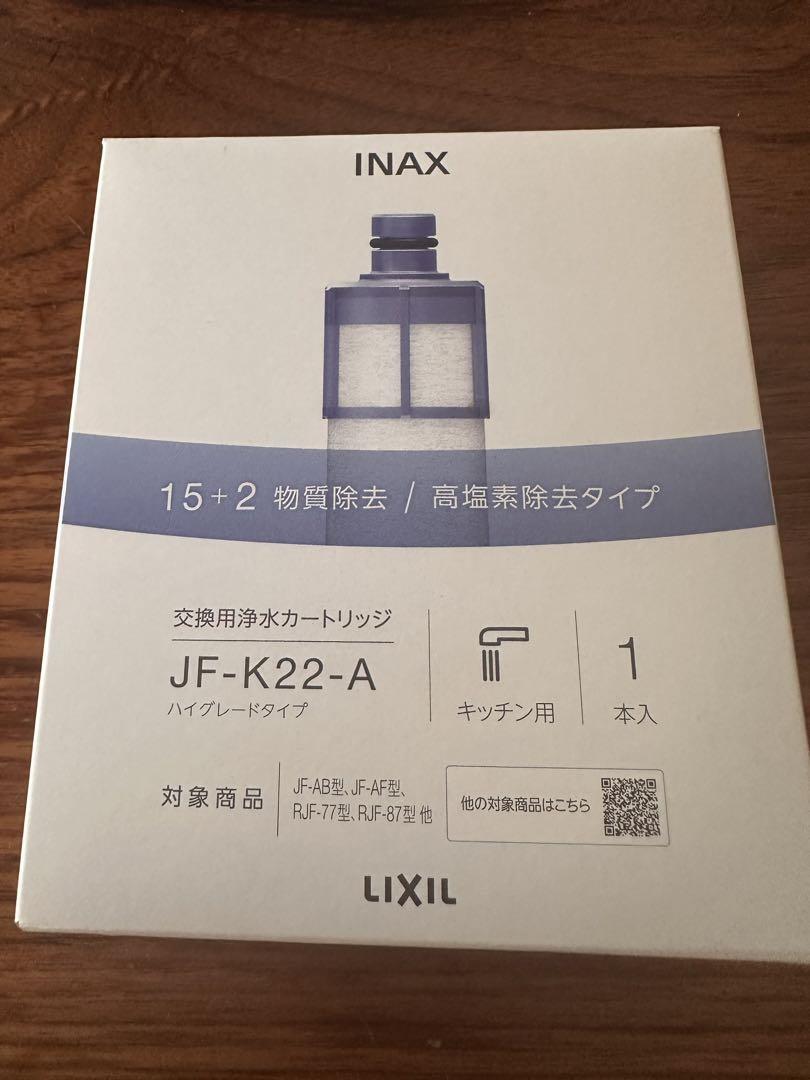 INAX
15+2 物質除去 / 高塩素除去タイプ
交換用浄水カートリッジ
JF-K22-A
ハイグレードタイプ
キッチン用
1
本入
対象商品
JF-AB型、JF-AF型、
RJF-77型、RJF-87型 他
他の対象商品はこちら
LIXIL